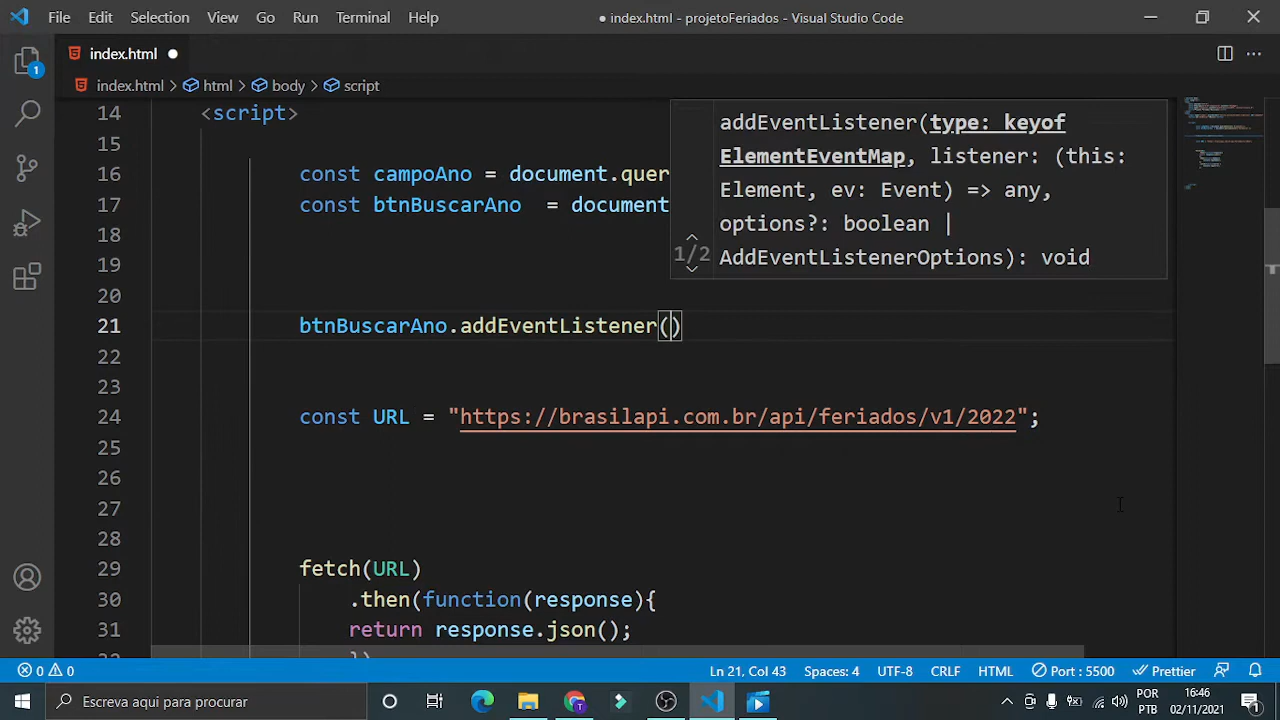 File Edit Selection View Go Run Terminal Help
● index.html - projetoFeriados - Visual Studio Code
index.html ●
index.html > html > body > script
1
14 <script>
15
16 const campoAno = document.quer
17 const btnBuscarAno  = document
18
19
20
21 btnBuscarAno.addEventListener()
22
23
24 const URL = "https://brasilapi.com.br/api/feriados/v1/2022";
25
26
27
28
29 fetch(URL)
30 .then(function(response){
31 return response.json();
addEventListener(type: keyof
ElementEventMap, listener: (this:
Element, ev: Event) => any,
options?: boolean |
1/2 AddEventListenerOptions): void
0 0
Ln 21, Col 43 Spaces: 4 UTF-8 CRLF HTML Port : 5500 Prettier
Escreva aqui para procurar
POR
PTB
16:46
02/11/2021
1